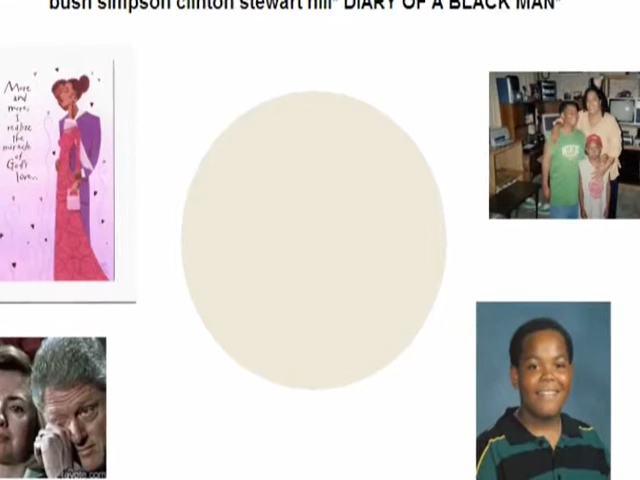 bush simpson clinton stewart hill" DIARY OF A BLACK MAN"
More
and
more,
I
realize
the
miracle
of
God's
love...